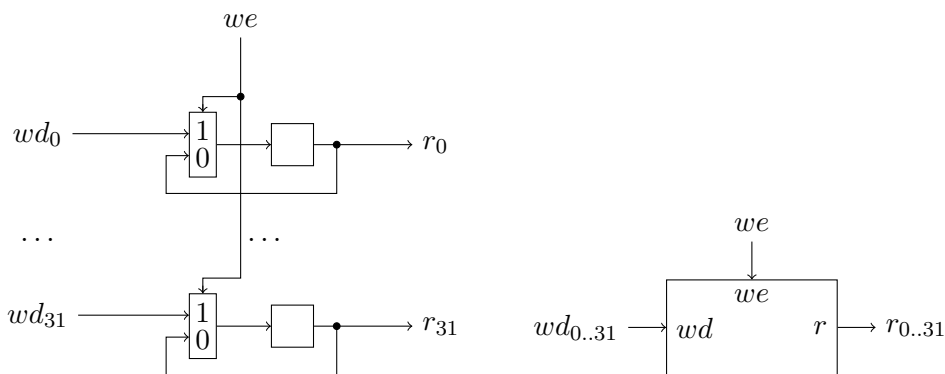 we
wd₀
1
0
r₀
... ...
wd₃₁
1
0
r₃₁
we
we
wd₀..₃₁
wd
r
r₀..₃₁